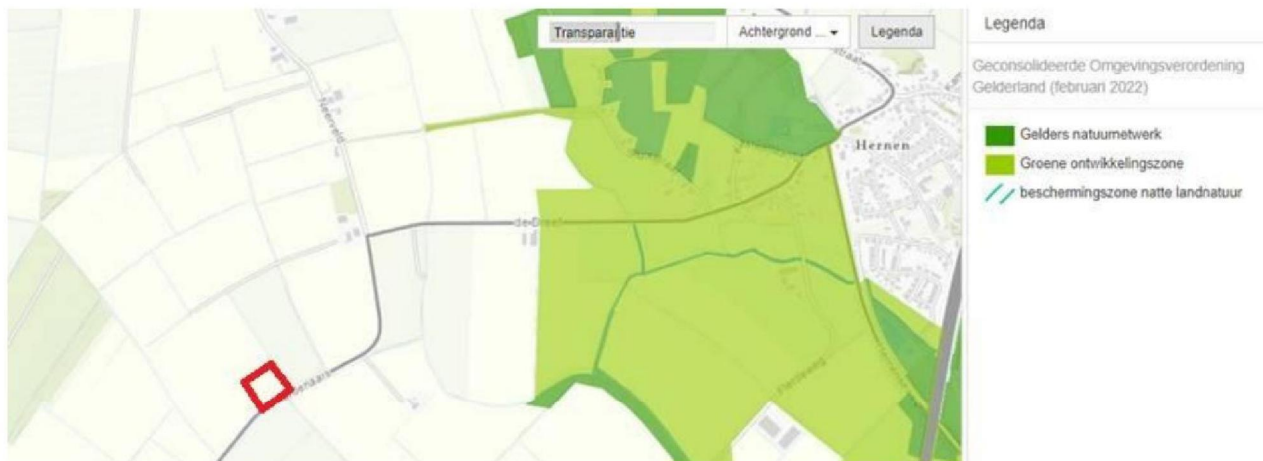 Transparantie
Achtergrond ...
Legenda
Legenda
Geconsolideerde Omgevingsverordening
Gelderland (februari 2022)
Gelders natuurnetwerk
Groene ontwikkelingszone
beschermingszone natte landnatuur
Neerveld
Hernen
de Dreef